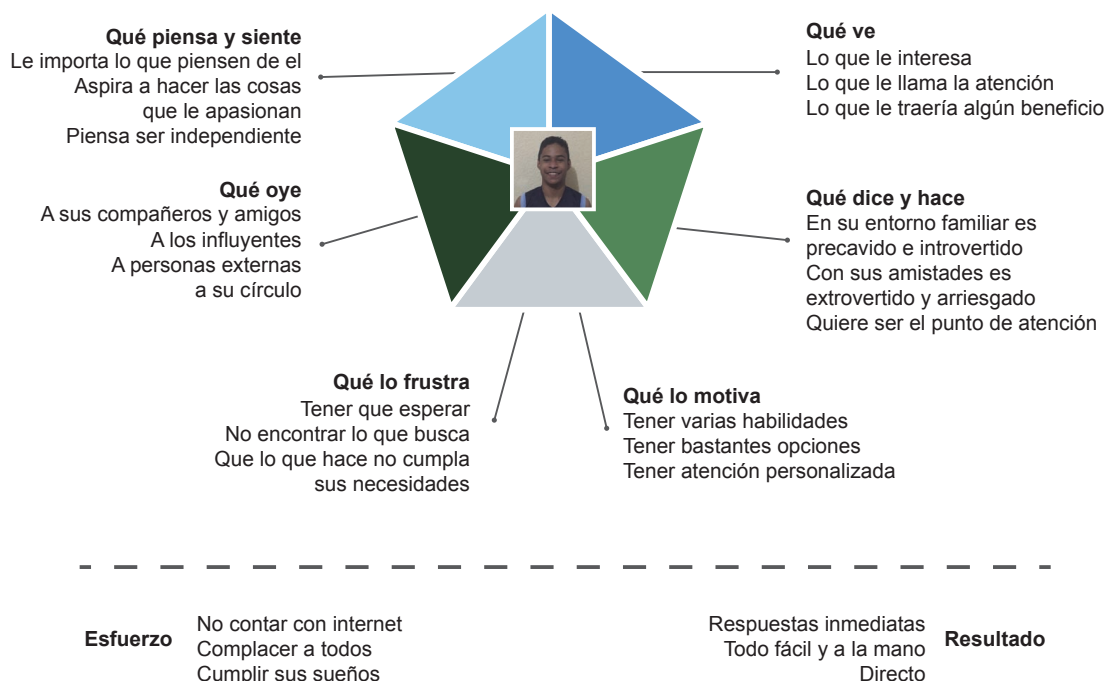 Qué piensa y siente
Le importa lo que piensen de el
Aspira a hacer las cosas
que le apasionan
Piensa ser independiente
Qué ve
Lo que le interesa
Lo que le llama la atención
Lo que le traería algún beneficio
Qué oye
A sus compañeros y amigos
A los influyentes
A personas externas
a su círculo
Qué dice y hace
En su entorno familiar es
precavido e introvertido
Con sus amistades es
extrovertido y arriesgado
Quiere ser el punto de atención
Qué lo frustra
Tener que esperar
No encontrar lo que busca
Que lo que hace no cumpla
sus necesidades
Qué lo motiva
Tener varias habilidades
Tener bastantes opciones
Tener atención personalizada
Esfuerzo
No contar con internet
Complacer a todos
Cumplir sus sueños
Respuestas inmediatas
Todo fácil y a la mano
Directo
Resultado